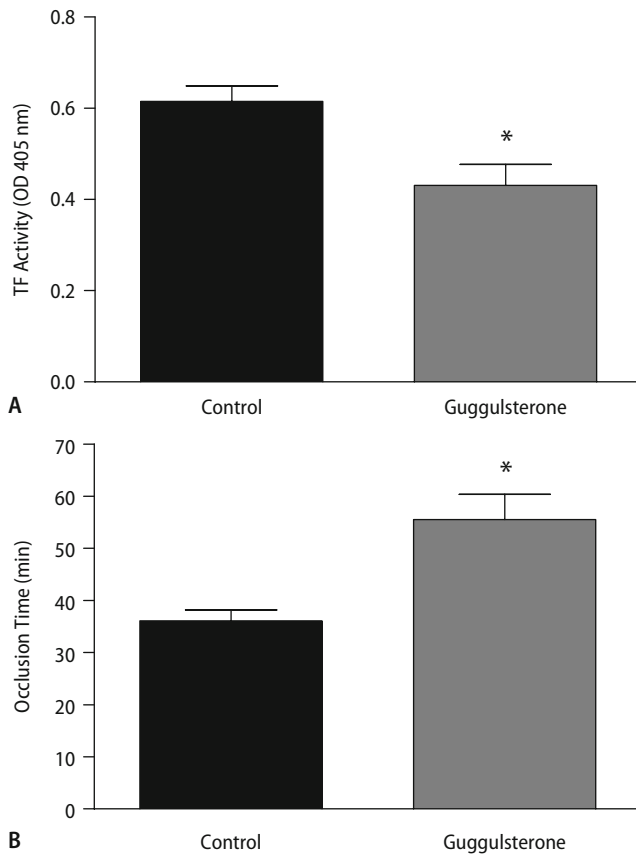 0.8
0.6
0.4
0.2
0.0
TF Activity (OD 405 nm)
*
Control
Guggulsterone
A
70
60
50
40
30
20
10
0
Occlusion Time (min)
*
Control
Guggulsterone
B